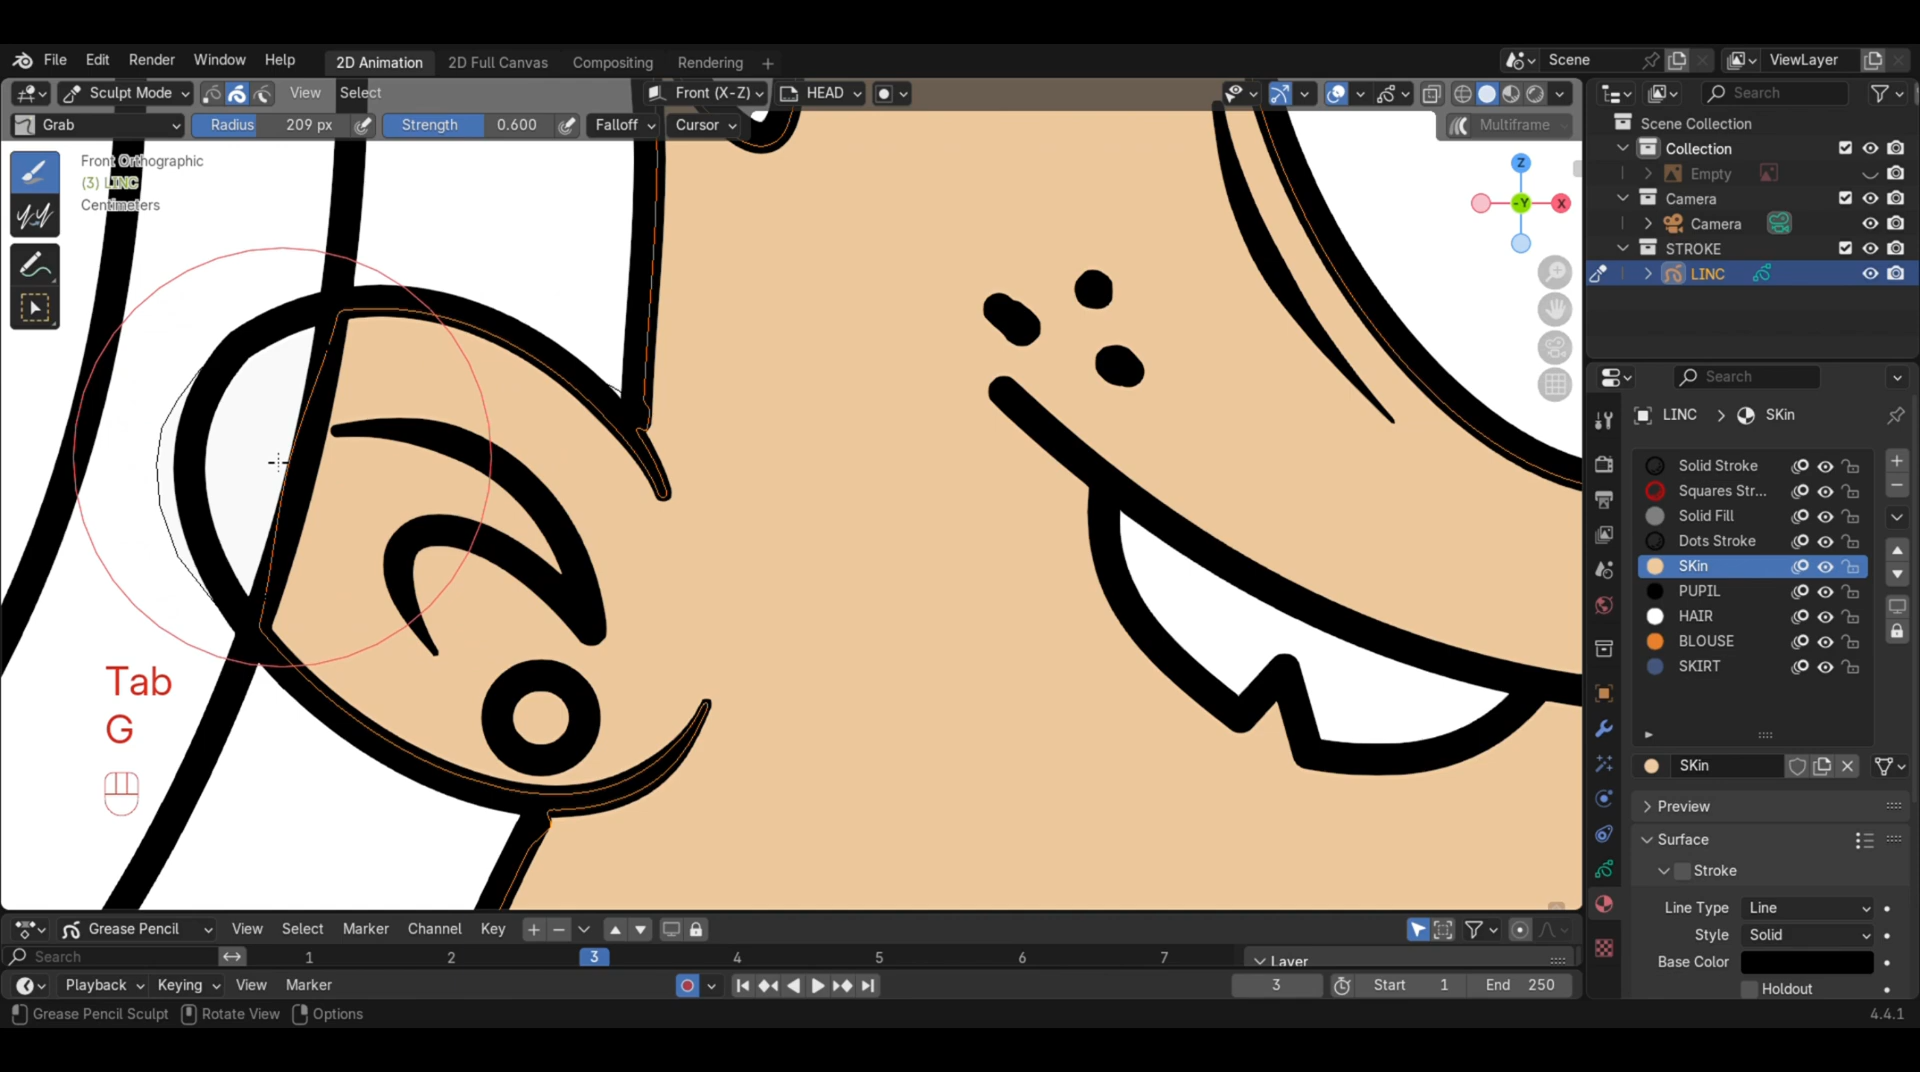 File Edit Render Window Help 2D Animation 2D Full Canvas Compositing Rendering + Scene ViewLayer
Sculpt Mode View Select Front (X-Z) HEAD Search
Grab Radius 209 px Strength 0.600 Falloff Cursor Multiframe
Front Orthographic
(3) LINC
Centimeters
Z
-Y
X
Tab
G
Scene Collection
Collection
Empty
Camera
Camera
STROKE
LINC
Search
LINC > SKin
Solid Stroke
Squares Str...
Solid Fill
Dots Stroke
SKin
PUPIL
HAIR
BLOUSE
SKIRT
SKin
Preview
Surface
Stroke
Line Type Line
Style Solid
Base Color
Holdout
Grease Pencil View Select Marker Channel Key
Search 1 2 3 4 5 6 7 Layer
Playback Keying View Marker 3 Start 1 End 250
Grease Pencil Sculpt Rotate View Options 4.4.1